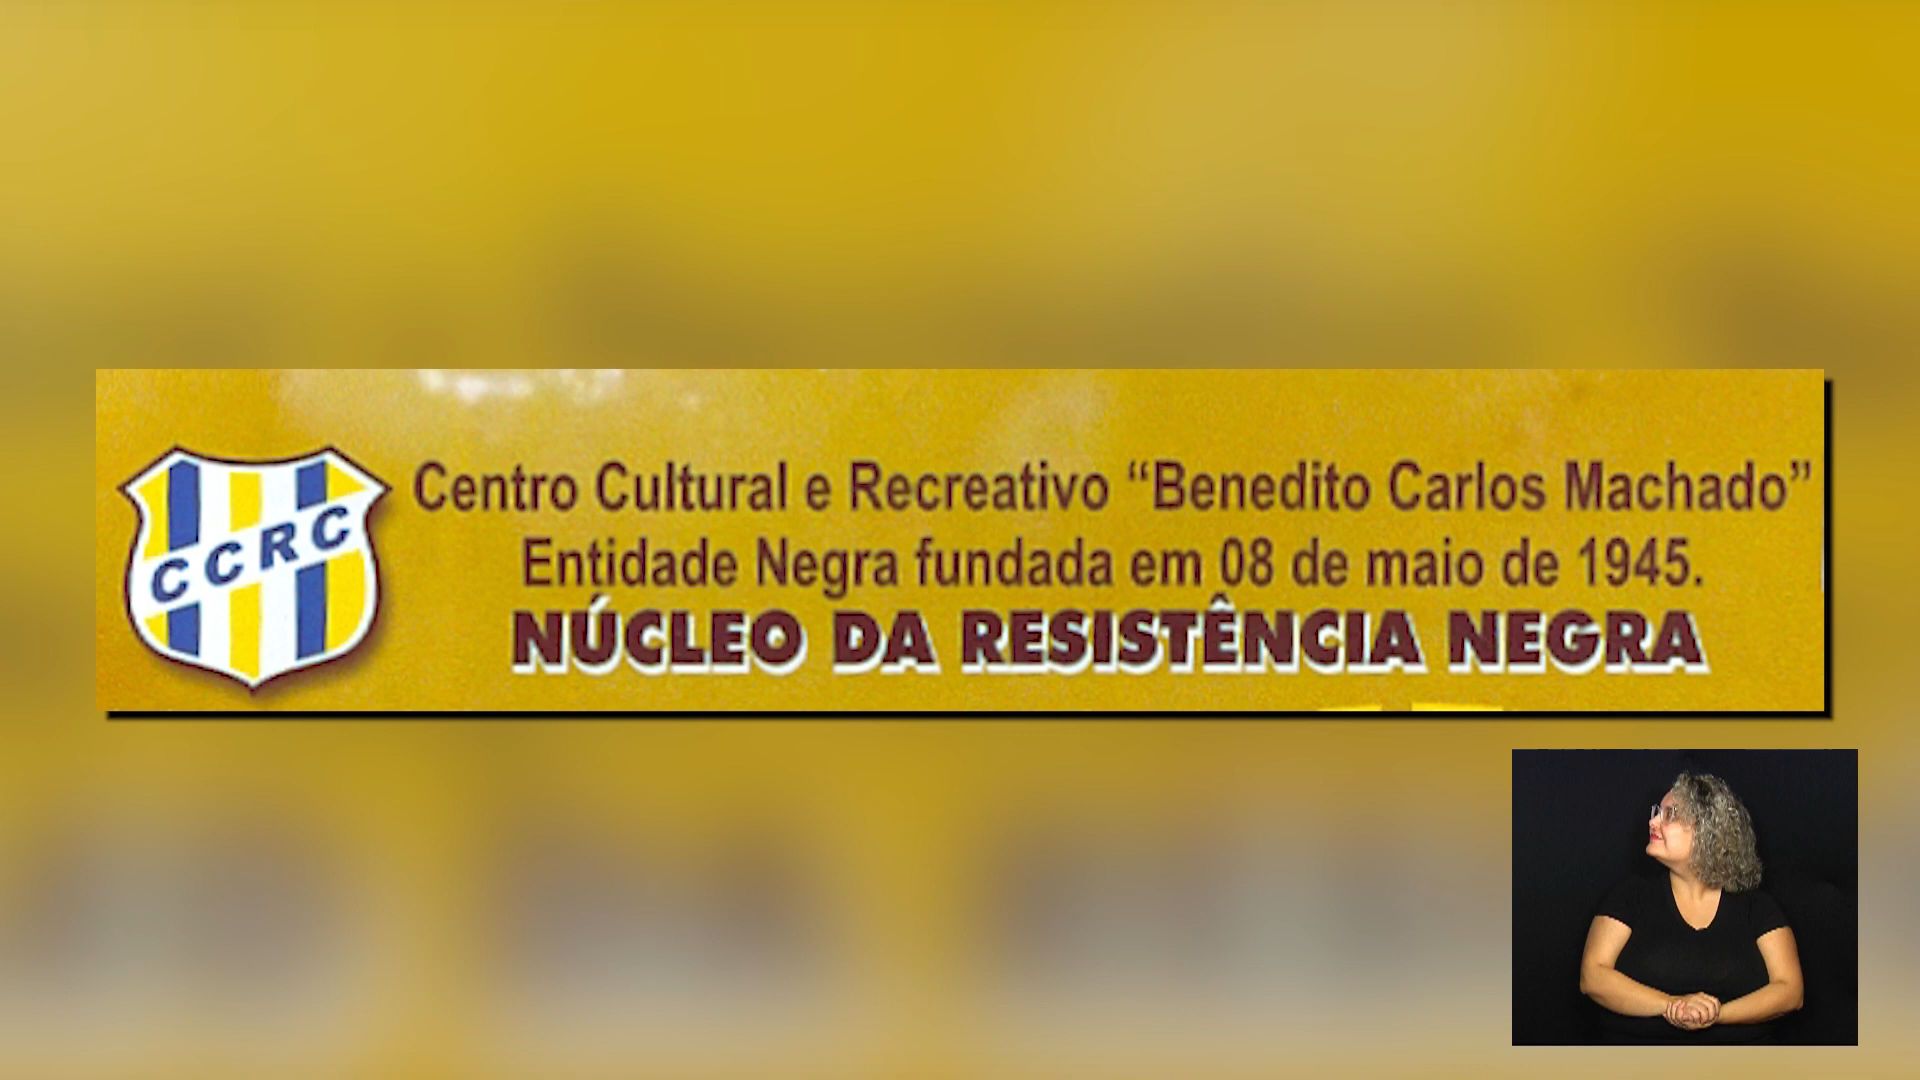 CCRC
Centro Cultural e Recreativo “Benedito Carlos Machado”
Entidade Negra fundada em 08 de maio de 1945.
NÚCLEO DA RESISTÊNCIA NEGRA